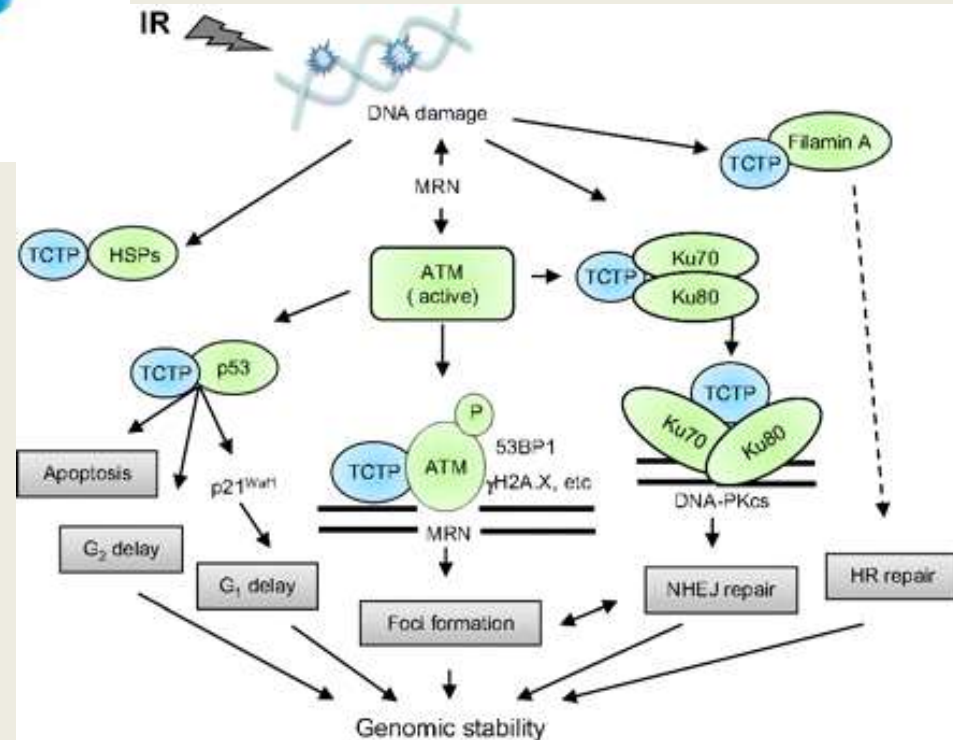 IR
DNA damage
TCTP
Filamin A
MRN
TCTP
HSPs
ATM
( active)
TCTP
Ku70
Ku80
TCTP
p53
TCTP
P
Ku70
Ku80
Apoptosis
TCTP
ATM
53BP1
γH2A.X, etc
p21ᵂᵃᶠ¹
DNA-PKcs
MRN
G₂ delay
G₁ delay
Foci formation
NHEJ repair
HR repair
Genomic stability